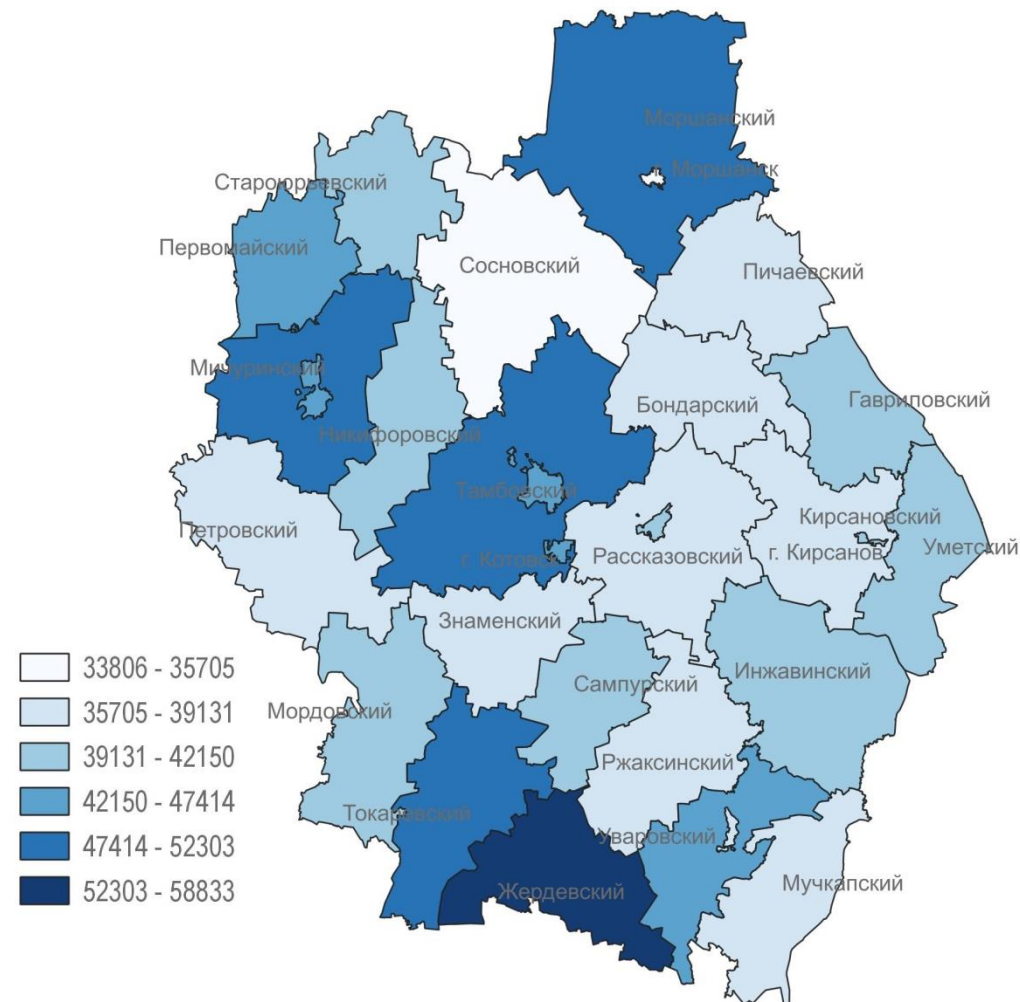 Моршанский
г. Моршанск
Староюрьевский
Первомайский
Сосновский
Пичаевский
Мичуринский
Никифоровский
Бондарский
Гавриловский
Тамбовский
Петровский
Кирсановский
г. Котовск
Рассказовский
г. Кирсанов
Уметский
Знаменский
Сампурский
Инжавинский
Мордовский
Ржаксинский
Токаревский
Уваровский
Жердевский
Мучкапский
33806 - 35705
35705 - 39131
39131 - 42150
42150 - 47414
47414 - 52303
52303 - 58833